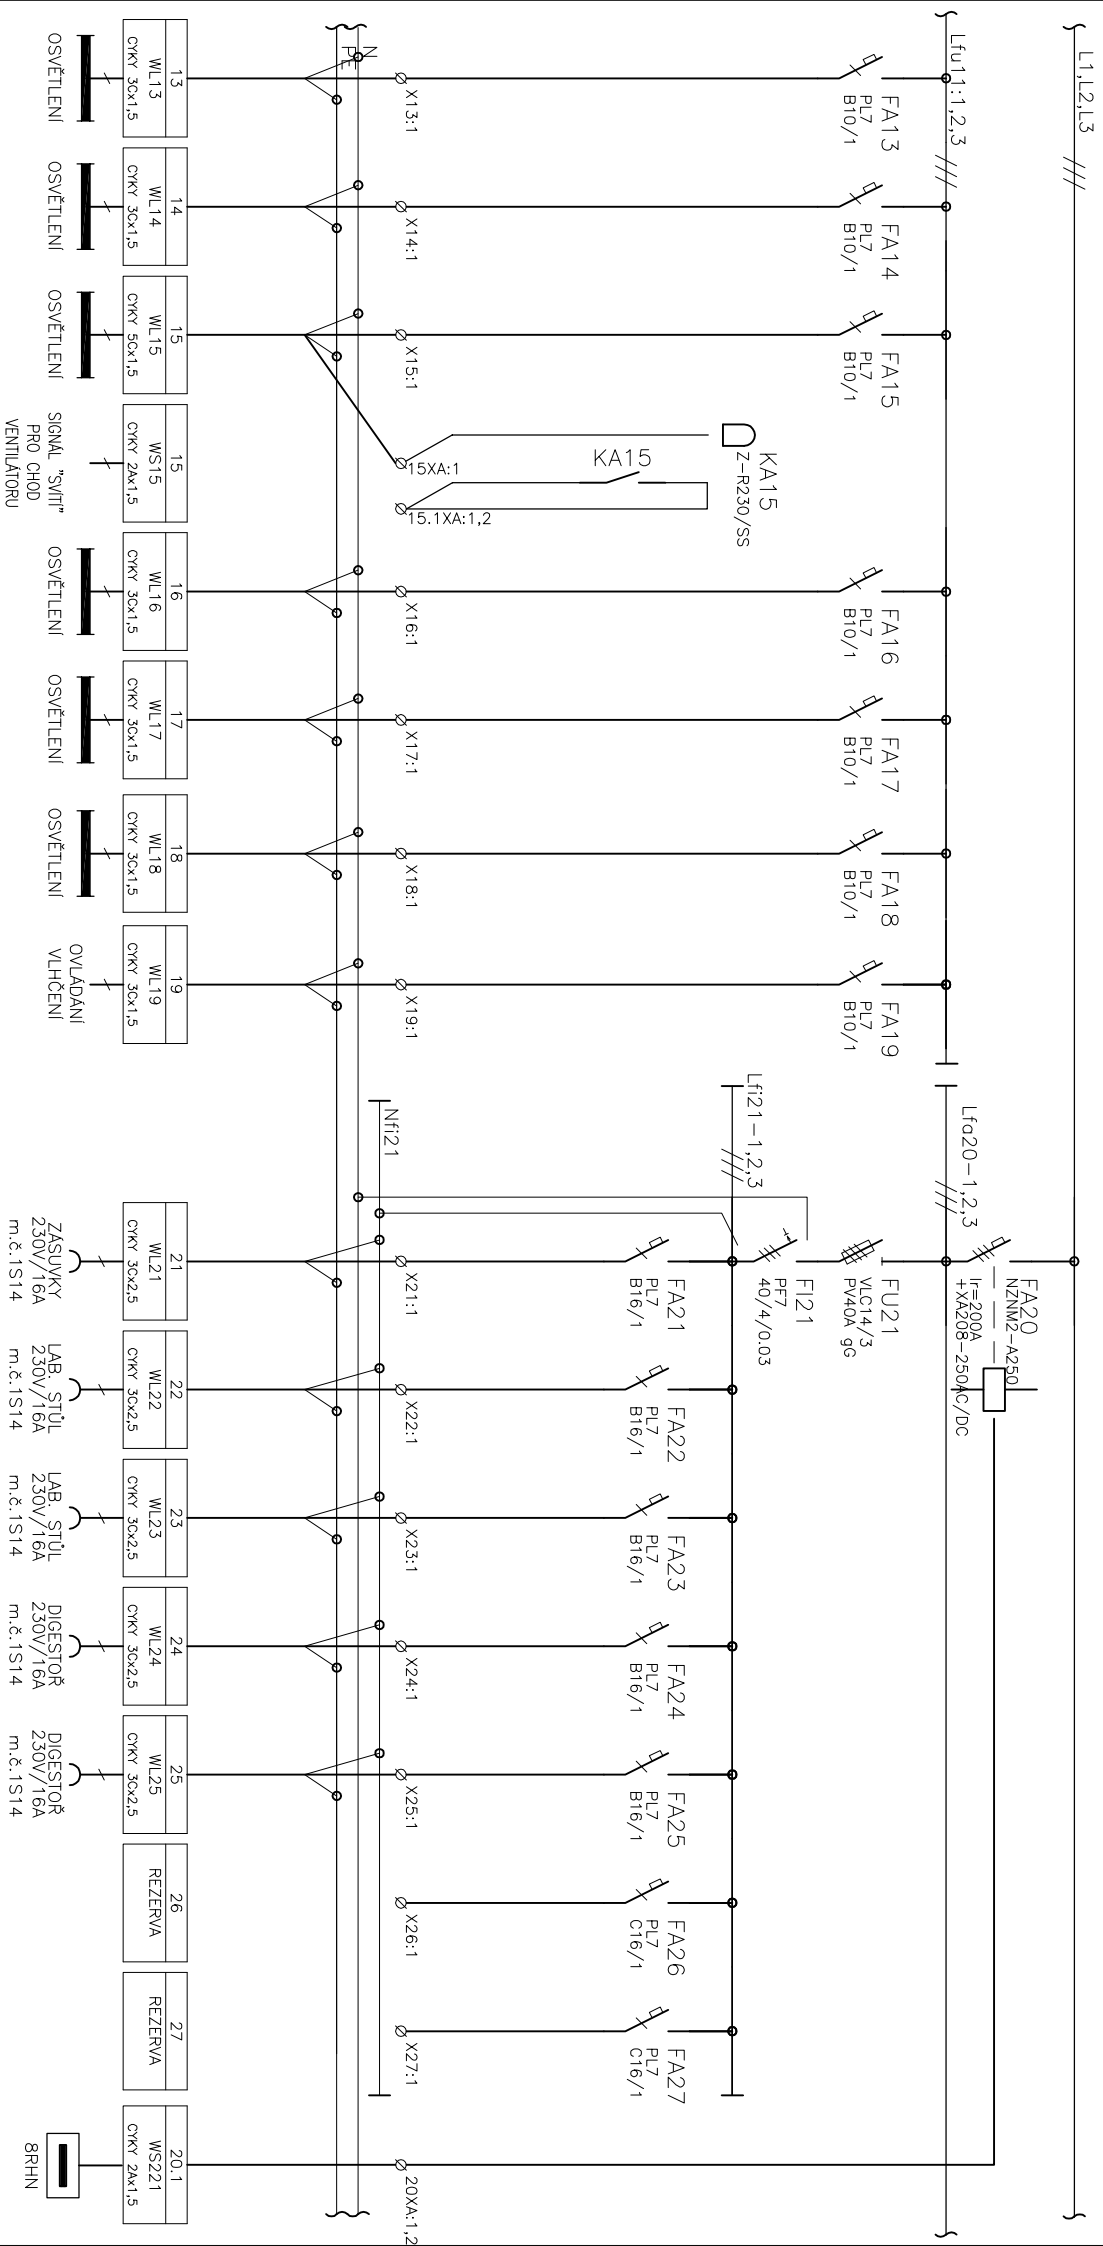 L1,L2,L3
Lfu11:1,2,3
FA13
PL7
B10/1
FA14
PL7
B10/1
FA15
PL7
B10/1
KA15
Z-R230/SS
KA15
FA16
PL7
B10/1
FA17
PL7
B10/1
FA18
PL7
B10/1
FA19
PL7
B10/1
Lfa20-1,2,3
FA20
NZNM2-A250
Ir=200A
+XA208-250AC/DC
FU21
VLC14/3
PV40A gG
FI21
PF7
40/4/0.03
Lfi21-1,2,3
FA21
PL7
B16/1
FA22
PL7
B16/1
FA23
PL7
B16/1
FA24
PL7
B16/1
FA25
PL7
B16/1
FA26
PL7
C16/1
FA27
PL7
C16/1
N
PE
Nfi21
X13:1
X14:1
X15:1
15XA:1
15.1XA:1,2
X16:1
X17:1
X18:1
X19:1
X21:1
X22:1
X23:1
X24:1
X25:1
X26:1
X27:1
20XA:1,2
13
WL13
CYKY 3Cx1,5
OSVĚTLENÍ
14
WL14
CYKY 3Cx1,5
OSVĚTLENÍ
15
WL15
CYKY 5Cx1,5
OSVĚTLENÍ
15
WS15
CYKY 2Ax1,5
SIGNÁL "SVÍTÍ"
PRO CHOD
VENTILÁTORU
16
WL16
CYKY 3Cx1,5
OSVĚTLENÍ
17
WL17
CYKY 3Cx1,5
OSVĚTLENÍ
18
WL18
CYKY 3Cx1,5
OSVĚTLENÍ
19
WL19
CYKY 3Cx1,5
OVLÁDÁNÍ
VLHČENÍ
21
WL21
CYKY 3Cx2,5
ZÁSUVKY
230V/16A
m.č.1S14
22
WL22
CYKY 3Cx2,5
LAB. STŮL
230V/16A
m.č.1S14
23
WL23
CYKY 3Cx2,5
LAB. STŮL
230V/16A
m.č.1S14
24
WL24
CYKY 3Cx2,5
DIGESTOŘ
230V/16A
m.č.1S14
25
WL25
CYKY 3Cx2,5
DIGESTOŘ
230V/16A
m.č.1S14
26
REZERVA
27
REZERVA
20.1
WS221
CYKY 2Ax1,5
8RHN